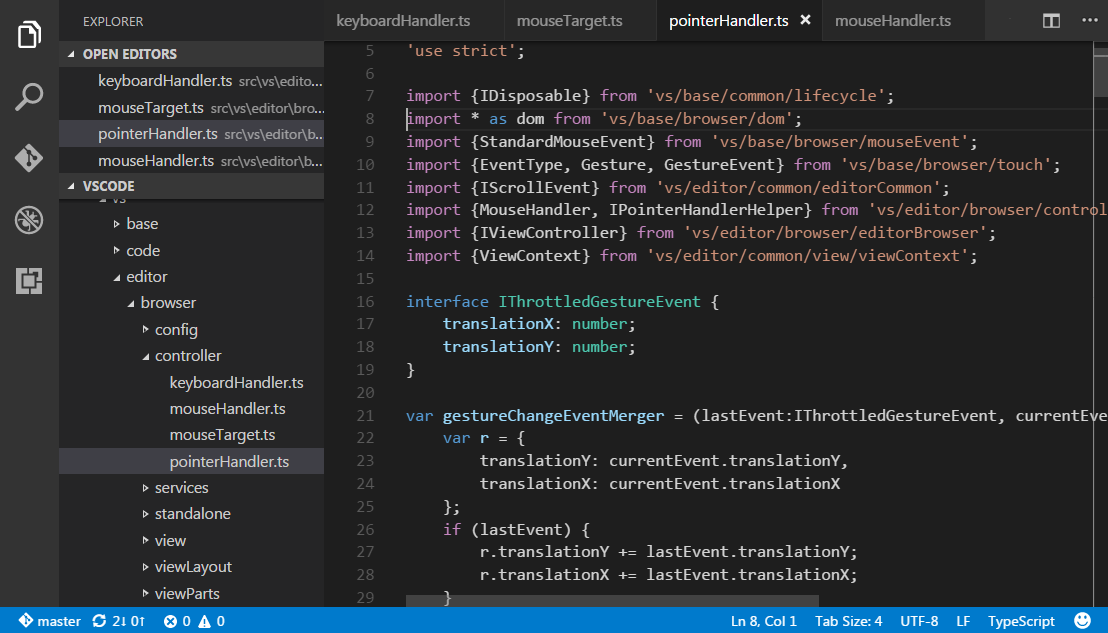 EXPLORER
OPEN EDITORS
keyboardHandler.ts src\vs\edito...
mouseTarget.ts src\vs\editor\bro...
pointerHandler.ts src\vs\editor\b...
mouseHandler.ts src\vs\editor\b...
VSCODE
vs
base
code
editor
browser
config
controller
keyboardHandler.ts
mouseHandler.ts
mouseTarget.ts
pointerHandler.ts
services
standalone
view
viewLayout
viewParts
keyboardHandler.ts mouseTarget.ts pointerHandler.ts × mouseHandler.ts ...
5 'use strict';
6
7 import {IDisposable} from 'vs/base/common/lifecycle';
8 import * as dom from 'vs/base/browser/dom';
9 import {StandardMouseEvent} from 'vs/base/browser/mouseEvent';
10 import {EventType, Gesture, GestureEvent} from 'vs/base/browser/touch';
11 import {IScrollEvent} from 'vs/editor/common/editorCommon';
12 import {MouseHandler, IPointerHandlerHelper} from 'vs/editor/browser/control
13 import {IViewController} from 'vs/editor/browser/editorBrowser';
14 import {ViewContext} from 'vs/editor/common/view/viewContext';
15
16 interface IThrottledGestureEvent {
17     translationX: number;
18     translationY: number;
19 }
20
21 var gestureChangeEventMerger = (lastEvent:IThrottledGestureEvent, currentEve
22     var r = {
23         translationY: currentEvent.translationY,
24         translationX: currentEvent.translationX
25     };
26     if (lastEvent) {
27         r.translationY += lastEvent.translationY;
28         r.translationX += lastEvent.translationX;
29     }
master 2↓ 0↑ 0 0 Ln 8, Col 1 Tab Size: 4 UTF-8 LF TypeScript